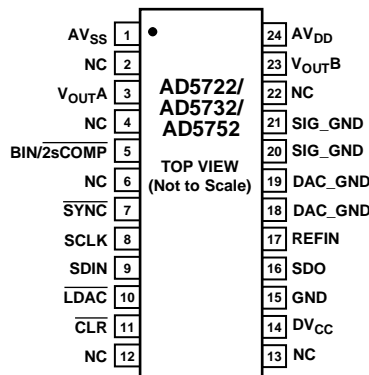 AVSS 1
NC 2
VOUTA 3
NC 4
BIN/2sCOMP 5
NC 6
SYNC 7
SCLK 8
SDIN 9
LDAC 10
CLR 11
NC 12
AD5722/
AD5732/
AD5752
TOP VIEW
(Not to Scale)
24 AVDD
23 VOUTB
22 NC
21 SIG_GND
20 SIG_GND
19 DAC_GND
18 DAC_GND
17 REFIN
16 SDO
15 GND
14 DVCC
13 NC